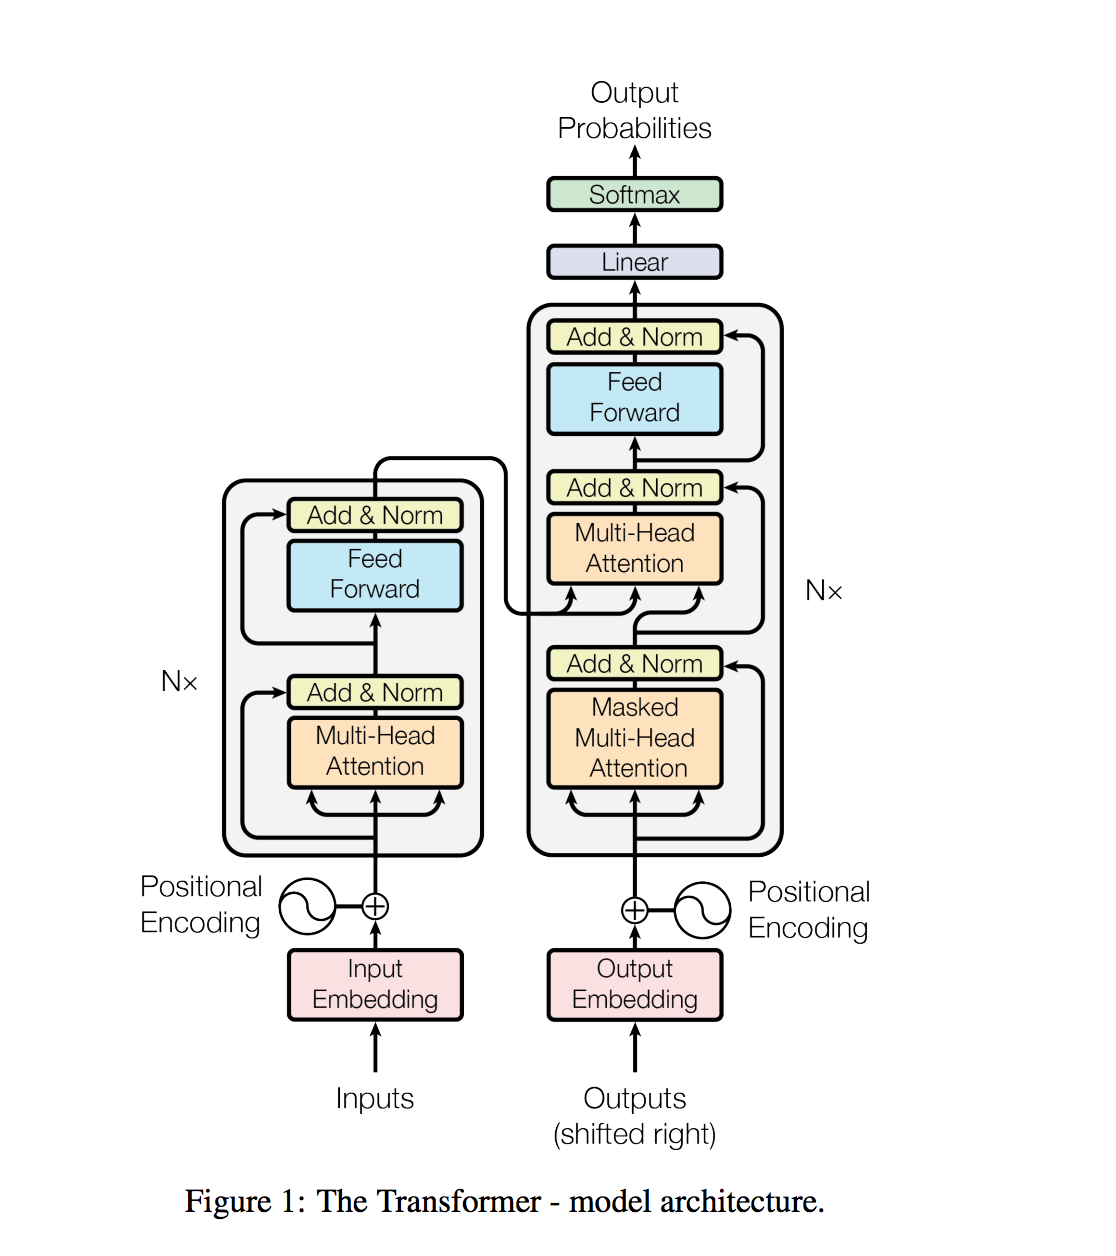 Output
Probabilities
Softmax
Linear
Add & Norm
Feed
Forward
Add & Norm
Multi-Head
Attention
N×
Add & Norm
Masked
Multi-Head
Attention
Add & Norm
Feed
Forward
N×
Add & Norm
Multi-Head
Attention
Positional
Encoding
Positional
Encoding
Input
Embedding
Output
Embedding
Inputs
Outputs
(shifted right)
Figure 1: The Transformer - model architecture.